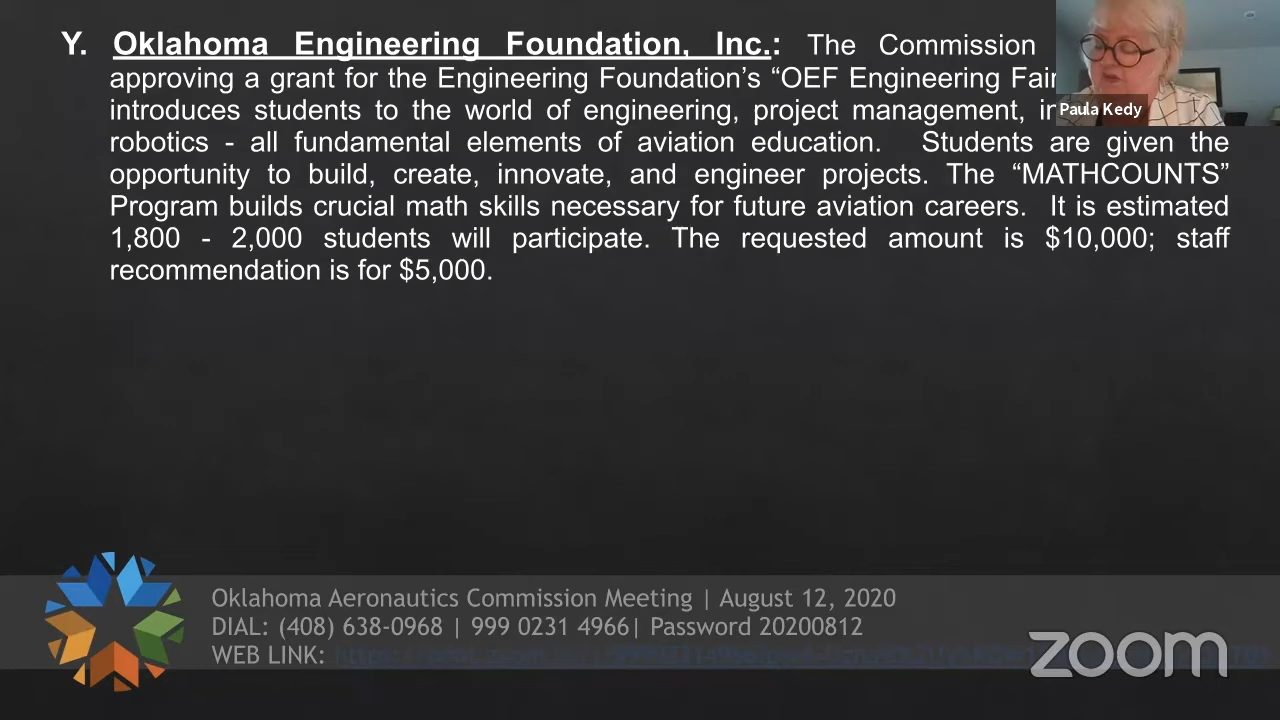 Y. Oklahoma Engineering Foundation, Inc.: The Commission
approving a grant for the Engineering Foundation's “OEF Engineering Fair
introduces students to the world of engineering, project management,
robotics - all fundamental elements of aviation education. Students are given the
opportunity to build, create, innovate, and engineer projects. The “MATHCOUNTS”
Program builds crucial math skills necessary for future aviation careers. It is estimated
1,800 - 2,000 students will participate. The requested amount is $10,000; staff
recommendation is for $5,000.
Paula Kedy
Oklahoma Aeronautics Commission Meeting | August 12, 2020
DIAL: (408) 638-0968 | 999 0231 4966| Password 20200812
WEB LINK:
zoom